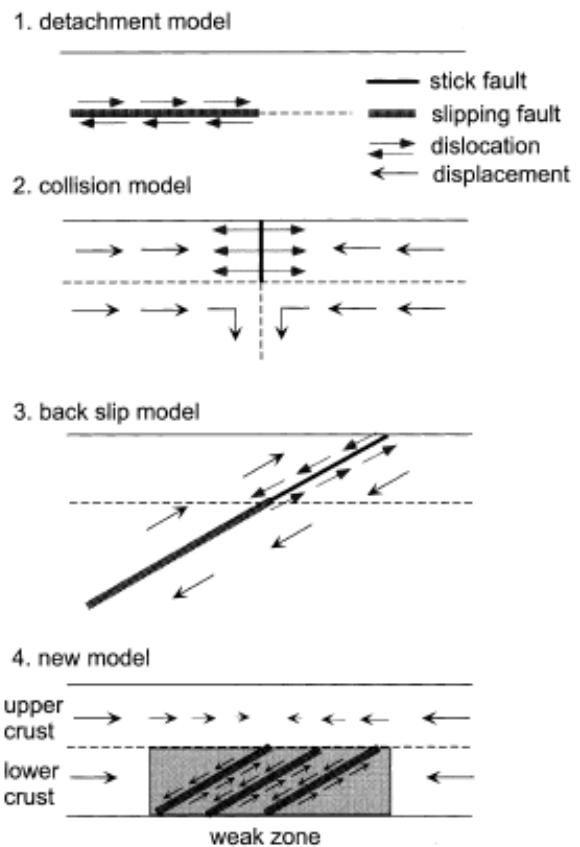 1. detachment model
stick fault
slipping fault
dislocation
displacement
2. collision model
3. back slip model
4. new model
upper
crust
lower
crust
weak zone